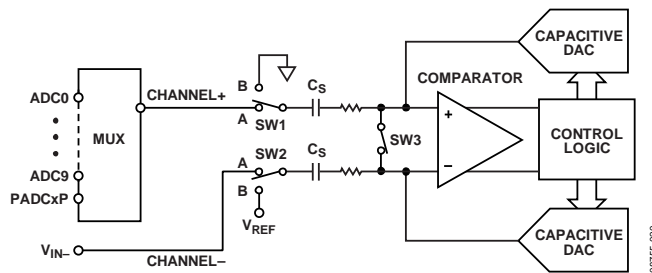 CAPACITIVE
DAC
B
CHANNEL+
CS
COMPARATOR
ADC0
A
SW1
+
MUX
SW3
CONTROL
LOGIC
A
SW2
CS
–
ADC9
B
PADCxP
VREF
VIN–
CHANNEL–
CAPACITIVE
DAC